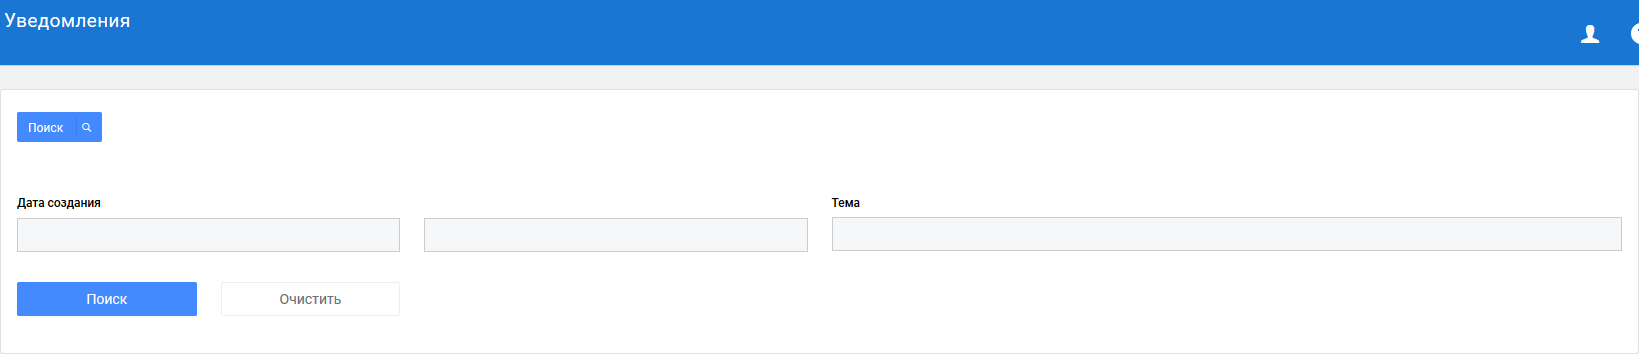 Уведомления
Поиск
Дата создания
Тема
Поиск
Очистить